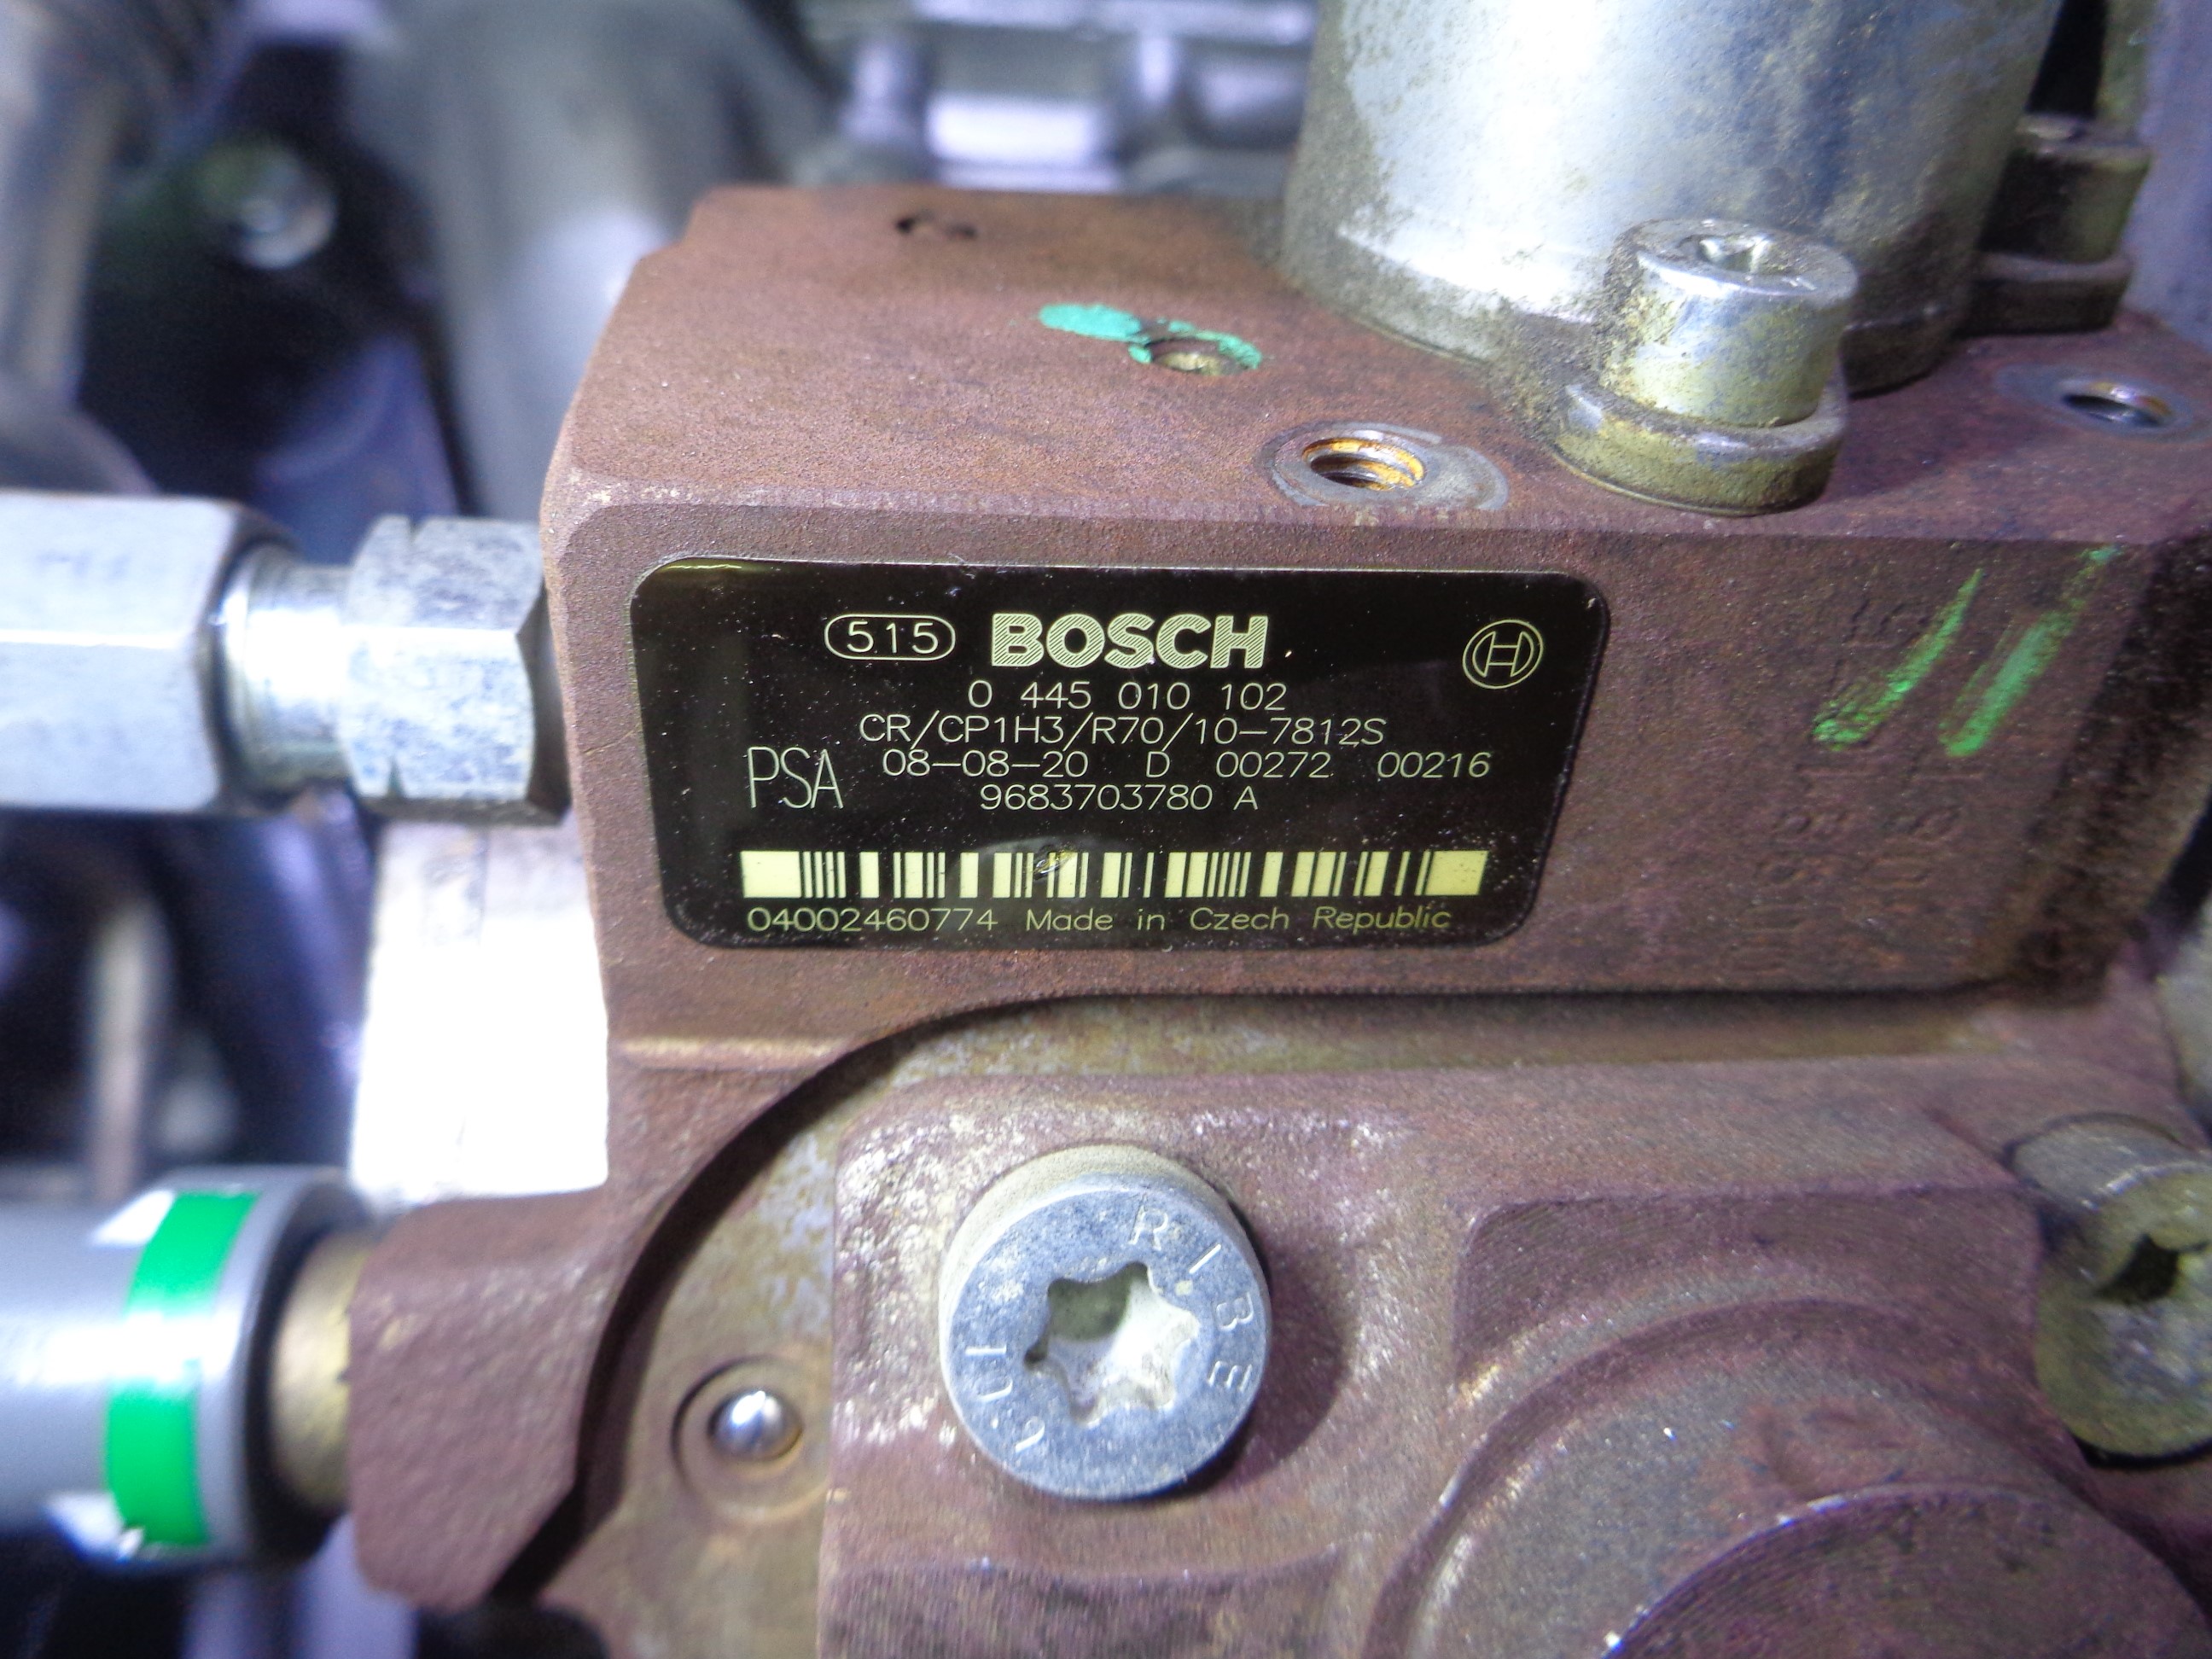 515 BOSCH
0 445 010 102
CR/CP1H3/R70/10-7812S
PSA 08-08-20 D 00272 00216
9683703780 A
04002460774 Made in Czech Republic
RIBE